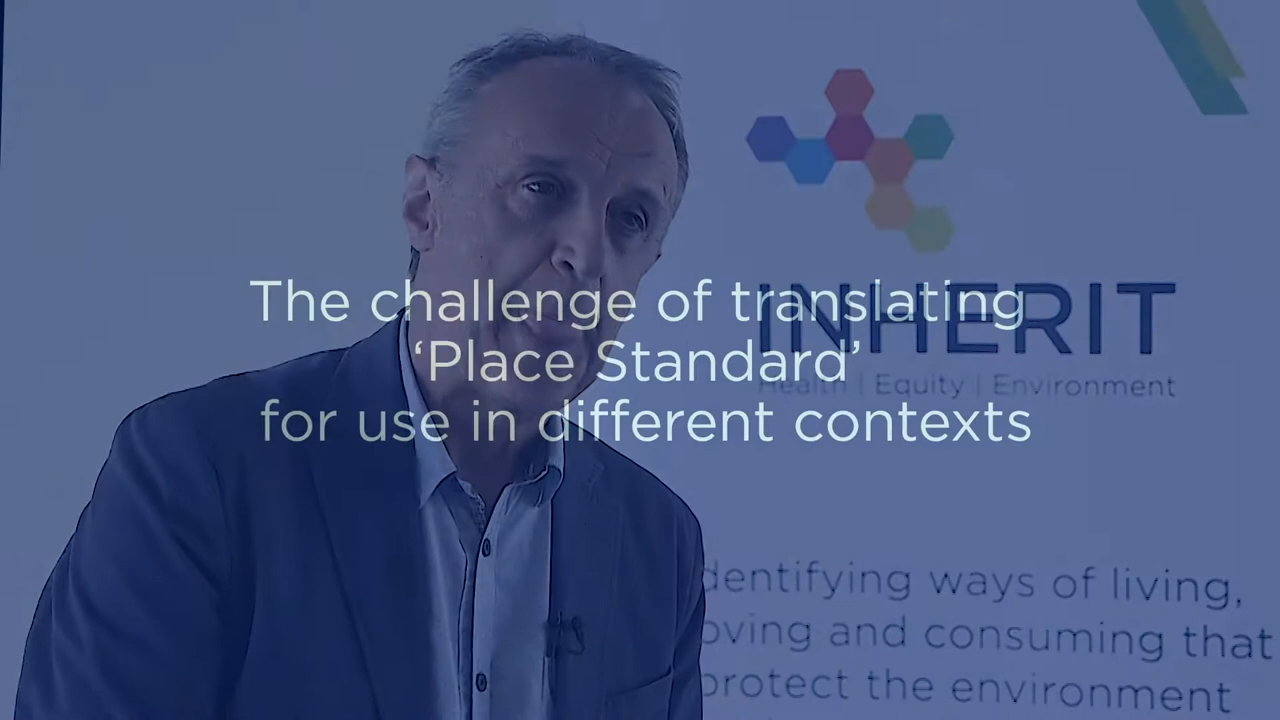 The challenge of translating
‘Place Standard’
for use in different contexts
INHERIT
Health | Equity | Environment
dentifying ways of living,
oving and consuming that
protect the environment